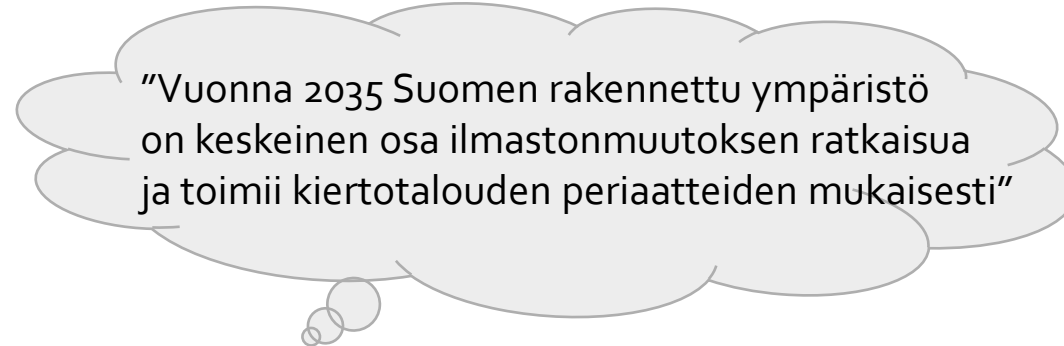 ”Vuonna 2035 Suomen rakennettu ympäristö
on keskeinen osa ilmastonmuutoksen ratkaisua
ja toimii kiertotalouden periaatteiden mukaisesti”